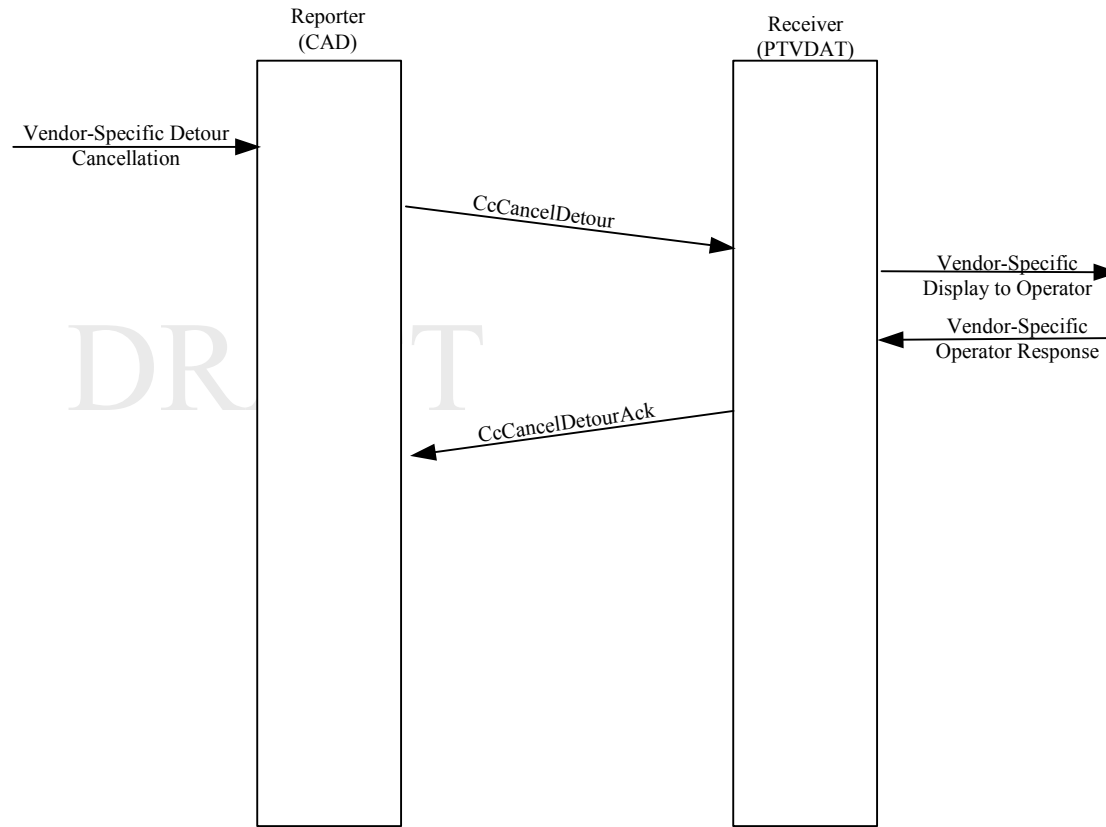 Reporter
(CAD)
Receiver
(PTVDAT)
Vendor-Specific Detour
Cancellation
CcCancelDetour
Vendor-Specific
Display to Operator
Vendor-Specific
Operator Response
CcCancelDetourAck
DRA T